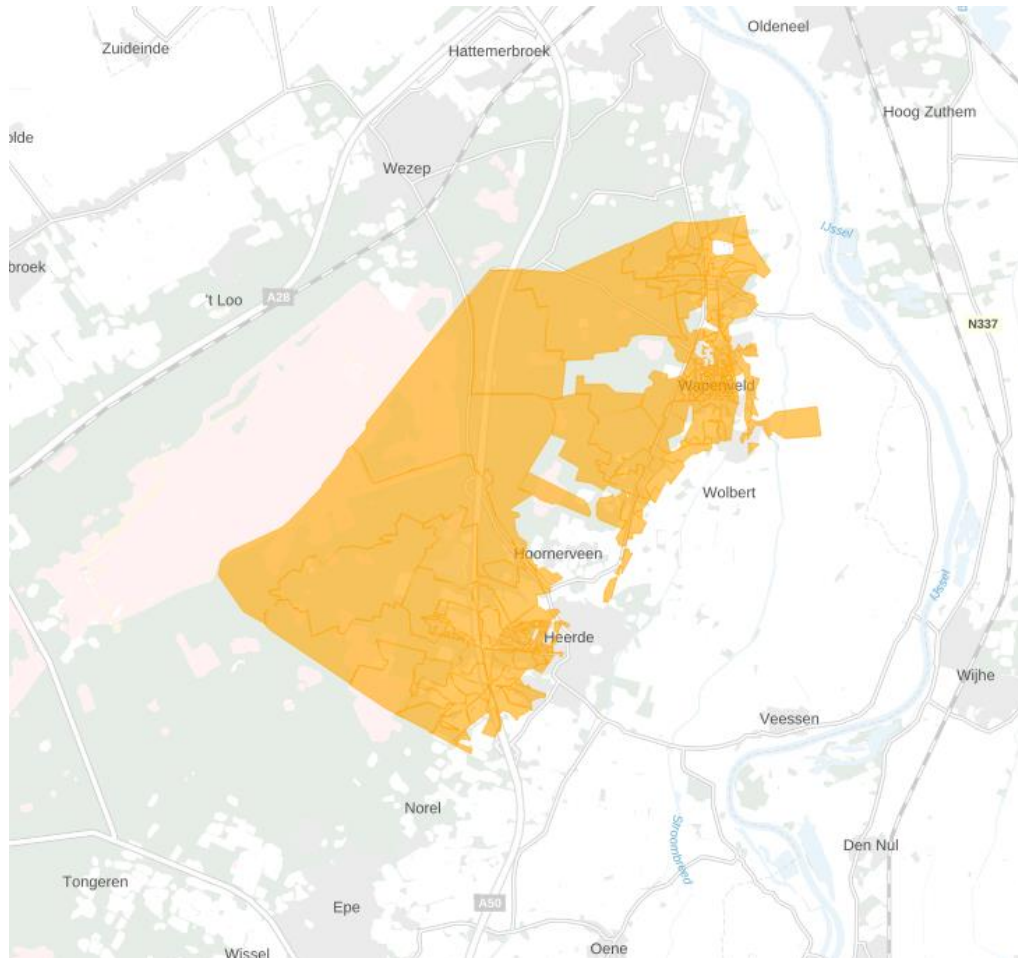 Oldeneel
Zuideinde
Hattemerbroek
Hoog Zuthem
olde
Wezep
IJssel
broek
't Loo
A28
N337
Wapenveld
Wolbert
Hoornerveen
IJssel
Heerde
Wijhe
Veessen
Norel
Stroombreed
Den Nul
Tongeren
A50
Epe
Wissel
Oene